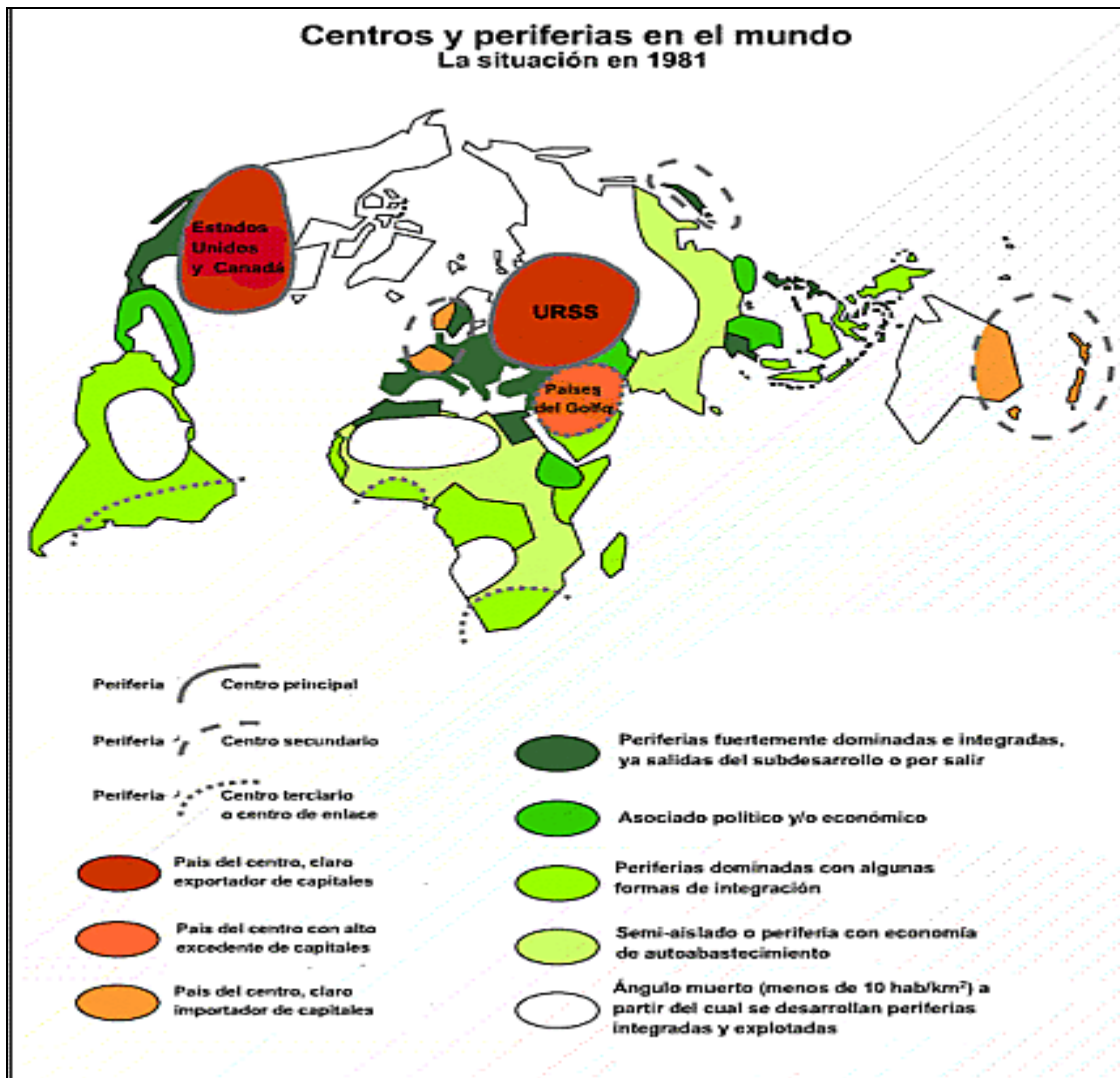 Centros y periferias en el mundo
La situación en 1981
Estados
Unidos
y Canadá
URSS
Países
del Golfo
Periferia
Centro principal
Periferia
Centro secundario
Periferia
Centro terciario
o centro de enlace
País del centro, claro
exportador de capitales
País del centro con alto
excedente de capitales
País del centro, claro
importador de capitales
Periferias fuertemente dominadas e integradas,
ya salidas del subdesarrollo o por salir
Asociado político y/o económico
Periferias dominadas con algunas
formas de integración
Semi-aislado o periferia con economía
de autoabastecimiento
Ángulo muerto (menos de 10 hab/km²) a
partir del cual se desarrollan periferias
integradas y explotadas